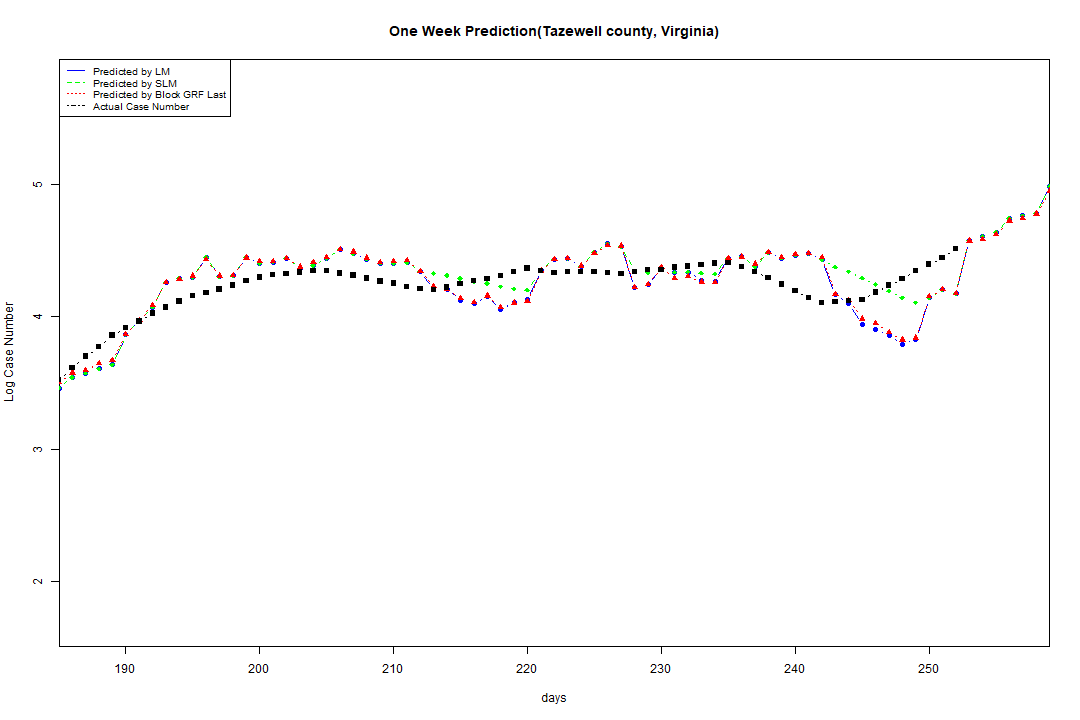 One Week Prediction(Tazewell county, Virginia)
Predicted by LM
Predicted by SLM
Predicted by Block GRF Last
Actual Case Number
Log Case Number
5
4
3
2
190 200 210 220 230 240 250
days